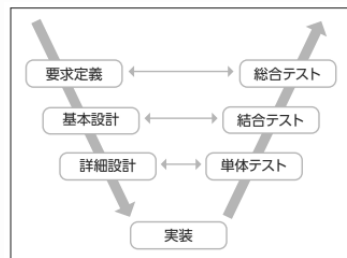 要求定義
総合テスト
基本設計
結合テスト
詳細設計
単体テスト
実装